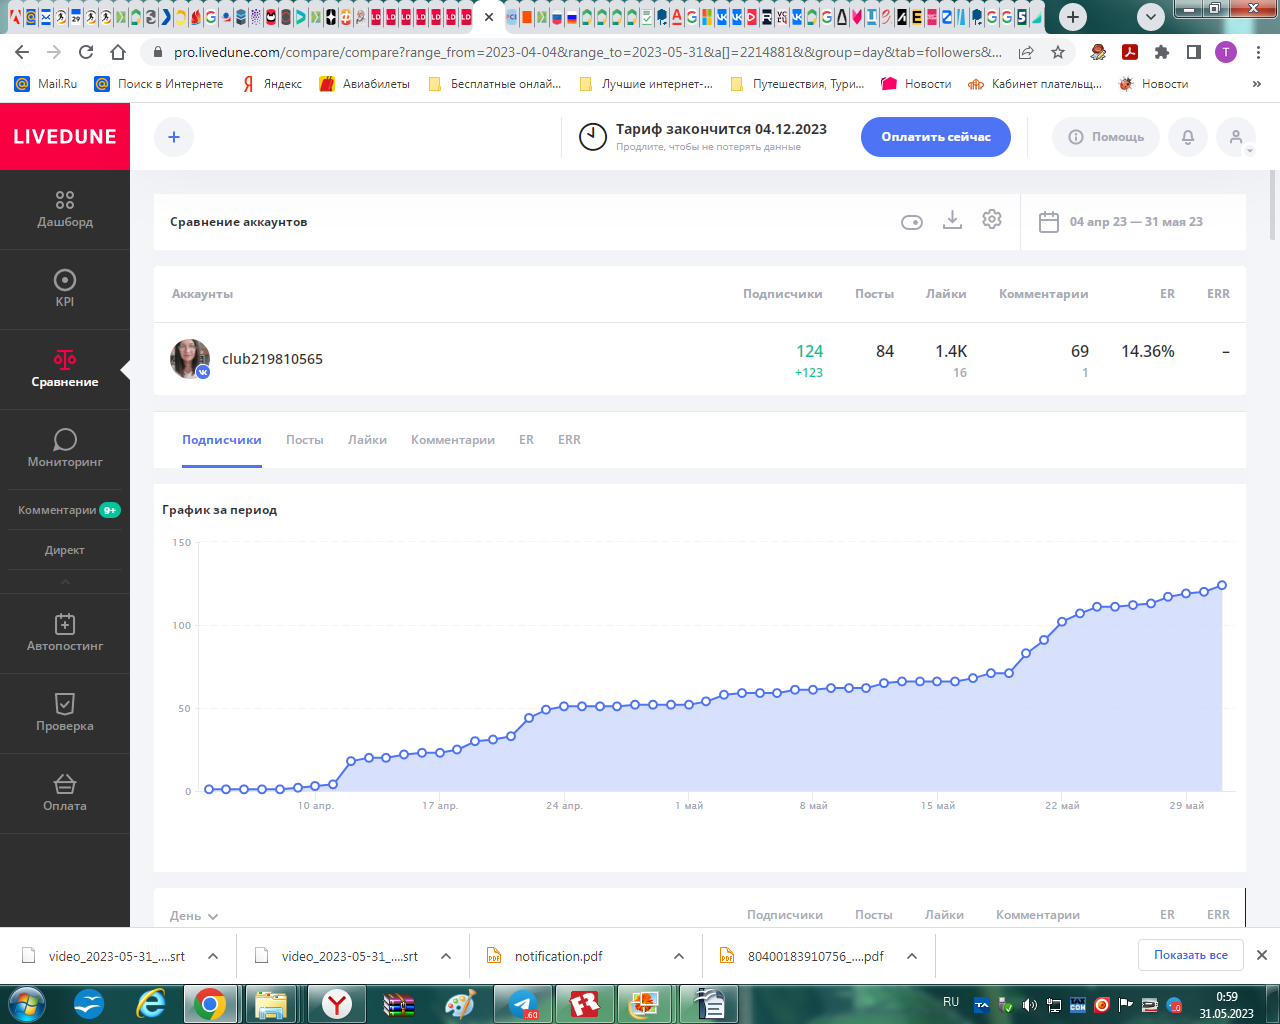 pro.livedune.com/compare/compare?range_from=2023-04-04&range_to=2023-05-31&a[]=2214881&&group=day&tab=followers&...
T
Mail.Ru
Поиск в Интернете
Яндекс
Авиабилеты
Бесплатные онлай...
Лучшие интернет-...
Путешествия, Тури...
Новости
Кабинет плательщ...
Новости
»
LIVEDUNE
+
Тариф закончится 04.12.2023
Продлите, чтобы не потерять данные
Оплатить сейчас
Помощь
Дашборд
KPI
Сравнение
Мониторинг
Комментарии 9+
Директ
Автопостинг
Проверка
Оплата
Сравнение аккаунтов
04 апр 23 — 31 мая 23
Аккаунты Подписчики Посты Лайки Комментарии ER ERR
club219810565 124 84 1.4K 69 14.36% –
+123 16 1
Подписчики Посты Лайки Комментарии ER ERR
График за период
150
100
50
0
10 апр. 17 апр. 24 апр. 1 май 8 май 15 май 22 май 29 май
День Подписчики Посты Лайки Комментарии ER ERR
video_2023-05-31_....srt
video_2023-05-31_....srt
notification.pdf
80400183910756_....pdf
Показать все
RU
0:59
31.05.2023